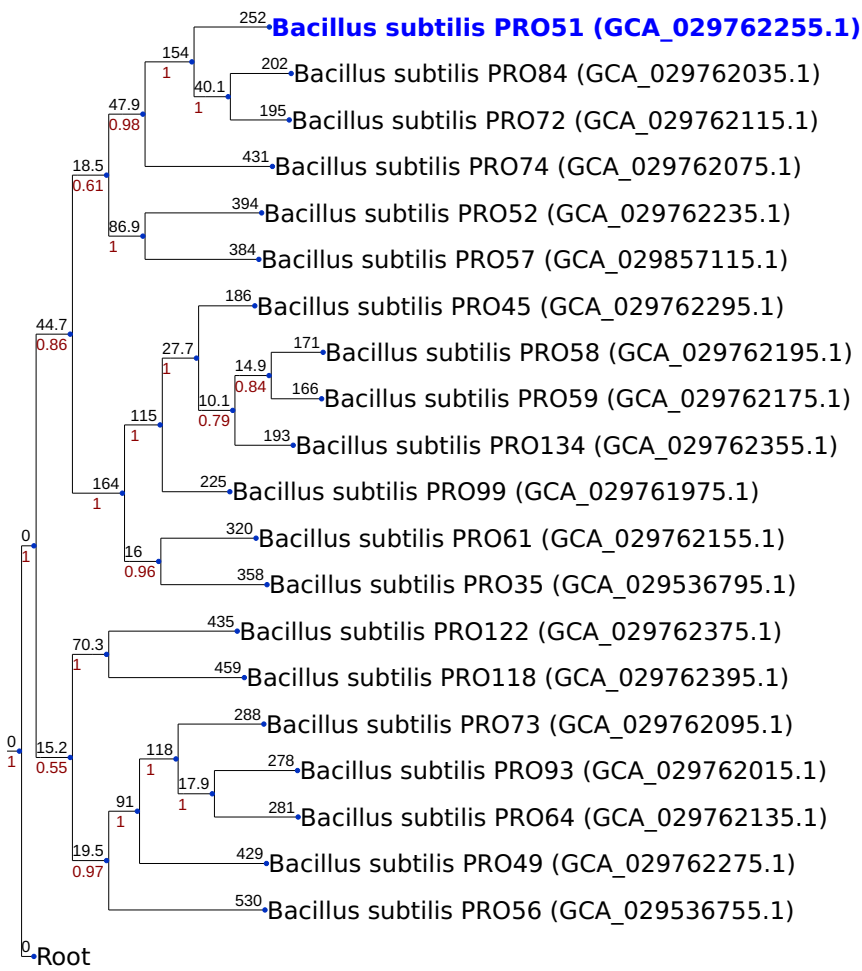 252
Bacillus subtilis PRO51 (GCA_029762255.1)
154
1
202
Bacillus subtilis PRO84 (GCA_029762035.1)
40.1
1
47.9
0.98
195
Bacillus subtilis PRO72 (GCA_029762115.1)
18.5
0.61
431
Bacillus subtilis PRO74 (GCA_029762075.1)
394
Bacillus subtilis PRO52 (GCA_029762235.1)
86.9
1
384
Bacillus subtilis PRO57 (GCA_029857115.1)
186
Bacillus subtilis PRO45 (GCA_029762295.1)
44.7
0.86
27.7
1
171
Bacillus subtilis PRO58 (GCA_029762195.1)
14.9
0.84
166
Bacillus subtilis PRO59 (GCA_029762175.1)
10.1
0.79
115
1
193
Bacillus subtilis PRO134 (GCA_029762355.1)
164
1
225
Bacillus subtilis PRO99 (GCA_029761975.1)
0
1
320
Bacillus subtilis PRO61 (GCA_029762155.1)
16
0.96
358
Bacillus subtilis PRO35 (GCA_029536795.1)
435
Bacillus subtilis PRO122 (GCA_029762375.1)
70.3
1
459
Bacillus subtilis PRO118 (GCA_029762395.1)
288
Bacillus subtilis PRO73 (GCA_029762095.1)
0
1
15.2
0.55
118
1
278
Bacillus subtilis PRO93 (GCA_029762015.1)
17.9
1
91
1
281
Bacillus subtilis PRO64 (GCA_029762135.1)
19.5
0.97
429
Bacillus subtilis PRO49 (GCA_029762275.1)
530
Bacillus subtilis PRO56 (GCA_029536755.1)
0
Root